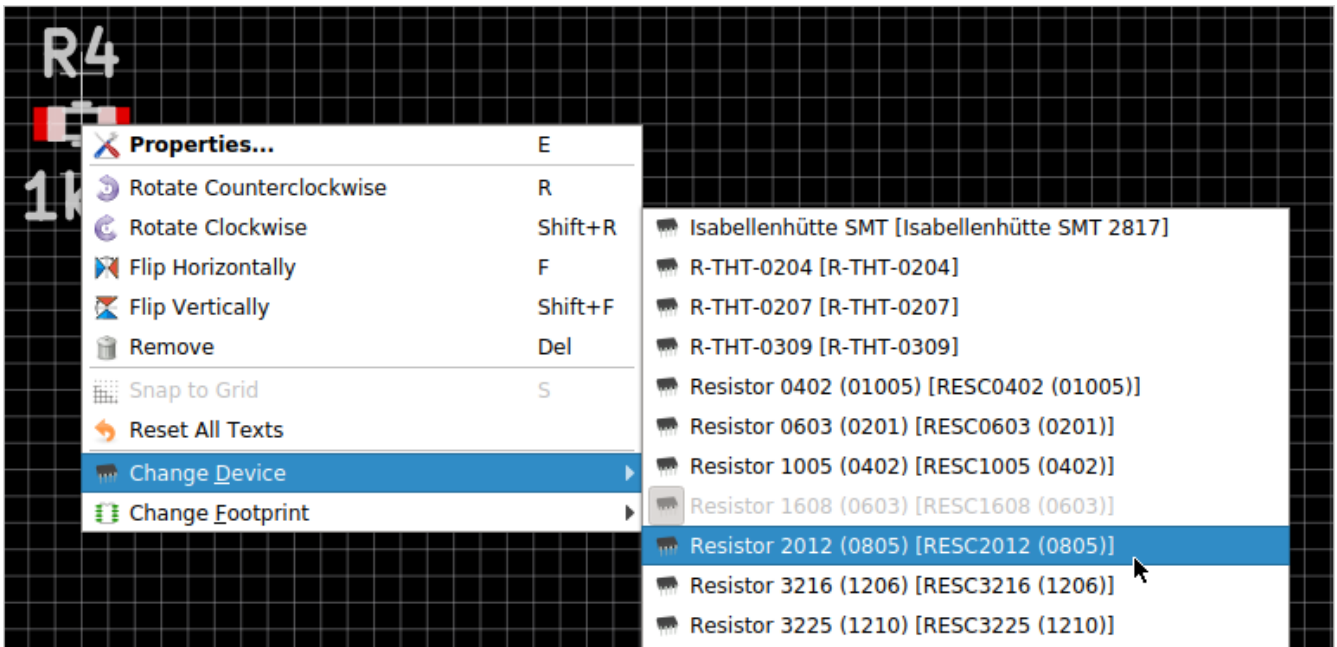 R4
1k
Properties... E
Rotate Counterclockwise R
Rotate Clockwise Shift+R
Flip Horizontally F
Flip Vertically Shift+F
Remove Del
Snap to Grid S
Reset All Texts
Change Device
Change Footprint
Isabellenhütte SMT [Isabellenhütte SMT 2817]
R-THT-0204 [R-THT-0204]
R-THT-0207 [R-THT-0207]
R-THT-0309 [R-THT-0309]
Resistor 0402 (01005) [RESC0402 (01005)]
Resistor 0603 (0201) [RESC0603 (0201)]
Resistor 1005 (0402) [RESC1005 (0402)]
Resistor 1608 (0603) [RESC1608 (0603)]
Resistor 2012 (0805) [RESC2012 (0805)]
Resistor 3216 (1206) [RESC3216 (1206)]
Resistor 3225 (1210) [RESC3225 (1210)]